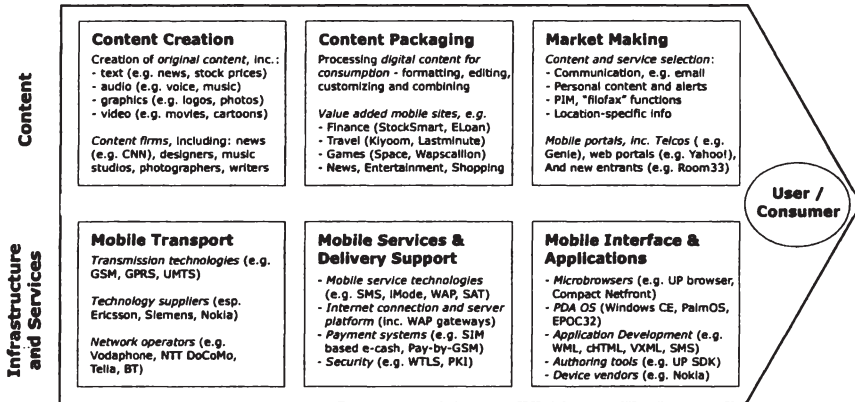 Content
Content Creation
Creation of original content, inc.:
- text (e.g. news, stock prices)
- audio (e.g. voice, music)
- graphics (e.g. logos, photos)
- video (e.g. movies, cartoons)
Content firms, including: news
(e.g. CNN), designers, music
studios, photographers, writers
Content Packaging
Processing digital content for
consumption - formatting, editing,
customizing and combining
Value added mobile sites, e.g.
- Finance (StockSmart, ELoan)
- Travel (Kiyoom, Lastminute)
- Games (Space, Wapscallion)
- News, Entertainment, Shopping
Market Making
Content and service selection:
- Communication, e.g. email
- Personal content and alerts
- PIM, "filofax" functions
- Location-specific info
Mobile portals, inc. Telcos ( e.g.
Genie), web portals (e.g. Yahoo!),
And new entrants (e.g. Room33)
User /
Consumer
Infrastructure
and Services
Mobile Transport
Transmission technologies (e.g.
GSM, GPRS, UMTS)
Technology suppliers (esp.
Ericsson, Siemens, Nokia)
Network operators (e.g.
Vodaphone, NTT DoCoMo,
Telia, BT)
Mobile Services &
Delivery Support
- Mobile service technologies
(e.g. SMS, iMode, WAP, SAT)
- Internet connection and server
platform (inc. WAP gateways)
- Payment systems (e.g. SIM
based e-cash, Pay-by-GSM)
- Security (e.g. WTLS, PKI)
Mobile Interface &
Applications
- Microbrowsers (e.g. UP browser,
Compact Netfront)
- PDA OS (Windows CE, PalmOS,
EPOC32)
- Application Development (e.g.
WML, cHTML, VXML, SMS)
- Authoring tools (e.g. UP SDK)
- Device vendors (e.g. Nokia)